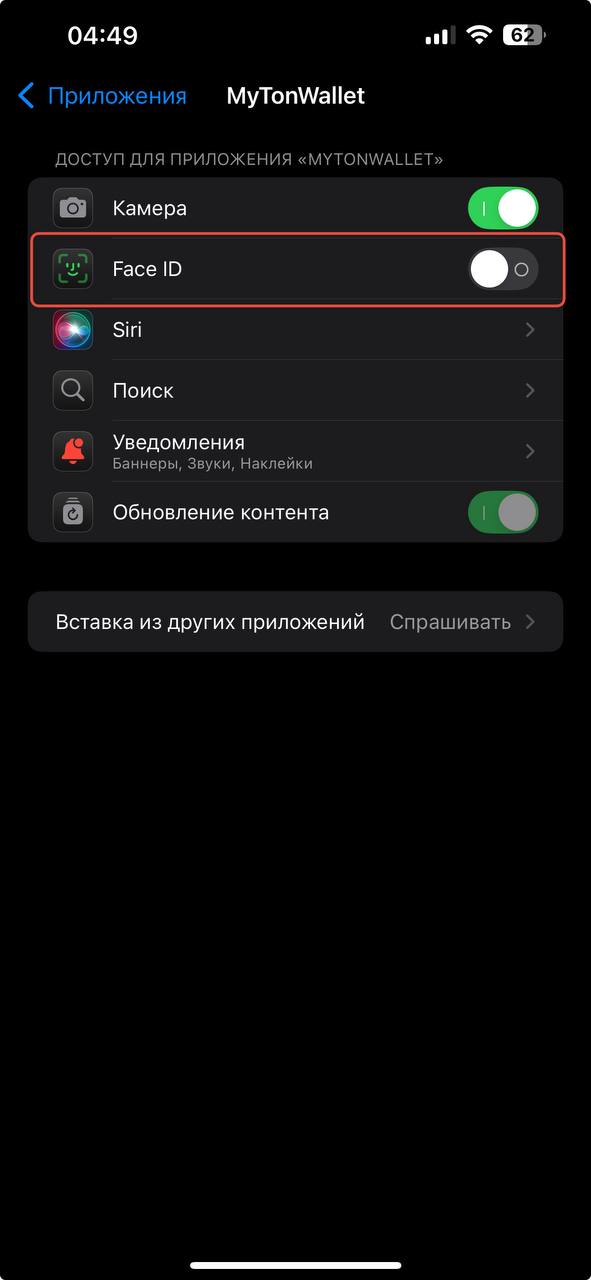 04:49
62
Приложения
MyTonWallet
ДОСТУП ДЛЯ ПРИЛОЖЕНИЯ «MYTONWALLET»
Камера
Face ID
Siri
Поиск
Уведомления
Баннеры, Звуки, Наклейки
Обновление контента
Вставка из других приложений Спрашивать